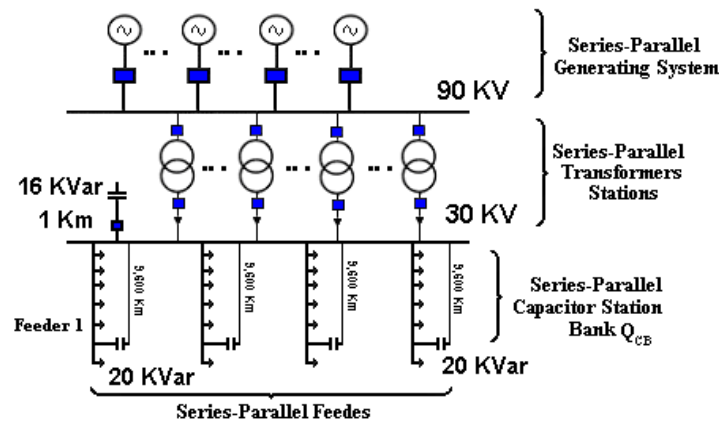 Series-Parallel
Generating System
90 KV
Series-Parallel
Transformers
Stations
16 KVar
1 Km
30 KV
9,600 Km
9,600 Km
9,600 Km
9,600 Km
Series-Parallel
Capacitor Station
Bank Q_CB
Feeder 1
20 KVar
20 KVar
Series-Parallel Feedes